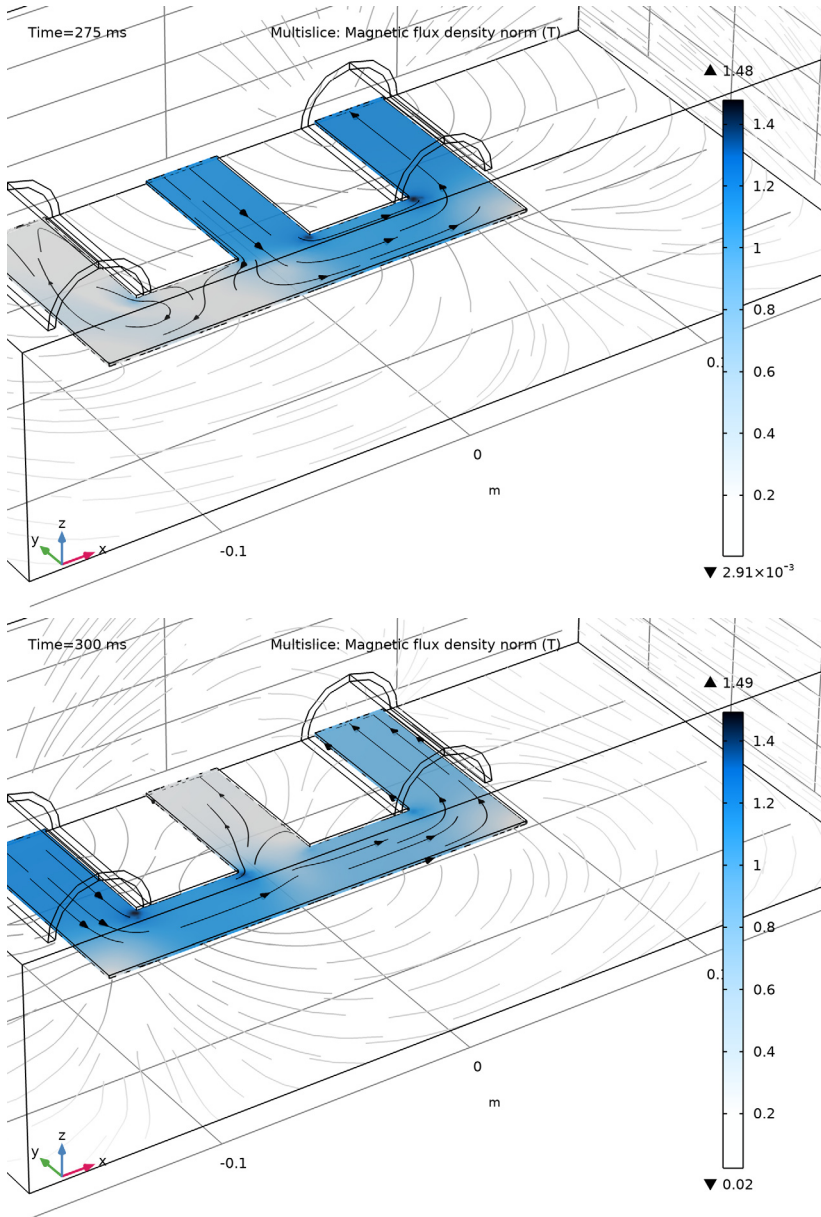 Time=275 ms Multislice: Magnetic flux density norm (T)
▲ 1.48
1.4
1.2
1
0.8
0.6
0.4
0.2
▼ 2.91×10⁻³
0.
0
m
-0.1
z
y
x
Time=300 ms Multislice: Magnetic flux density norm (T)
▲ 1.49
1.4
1.2
1
0.8
0.6
0.4
0.2
▼ 0.02
0.
0
m
-0.1
z
y
x